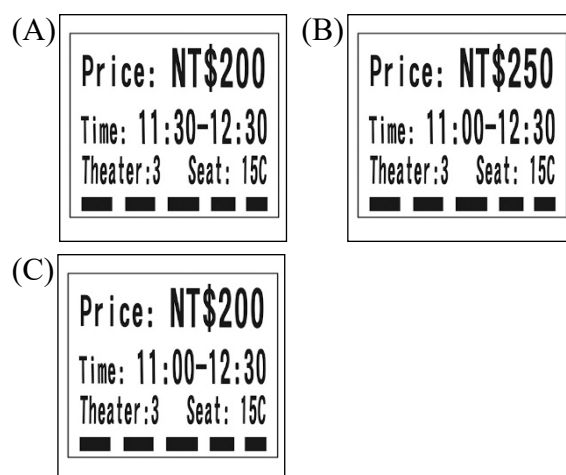 (A)
Price: NT$200
Time: 11:30-12:30
Theater:3 Seat: 15C
(B)
Price: NT$250
Time: 11:00-12:30
Theater:3 Seat: 15C
(C)
Price: NT$200
Time: 11:00-12:30
Theater:3 Seat: 15C